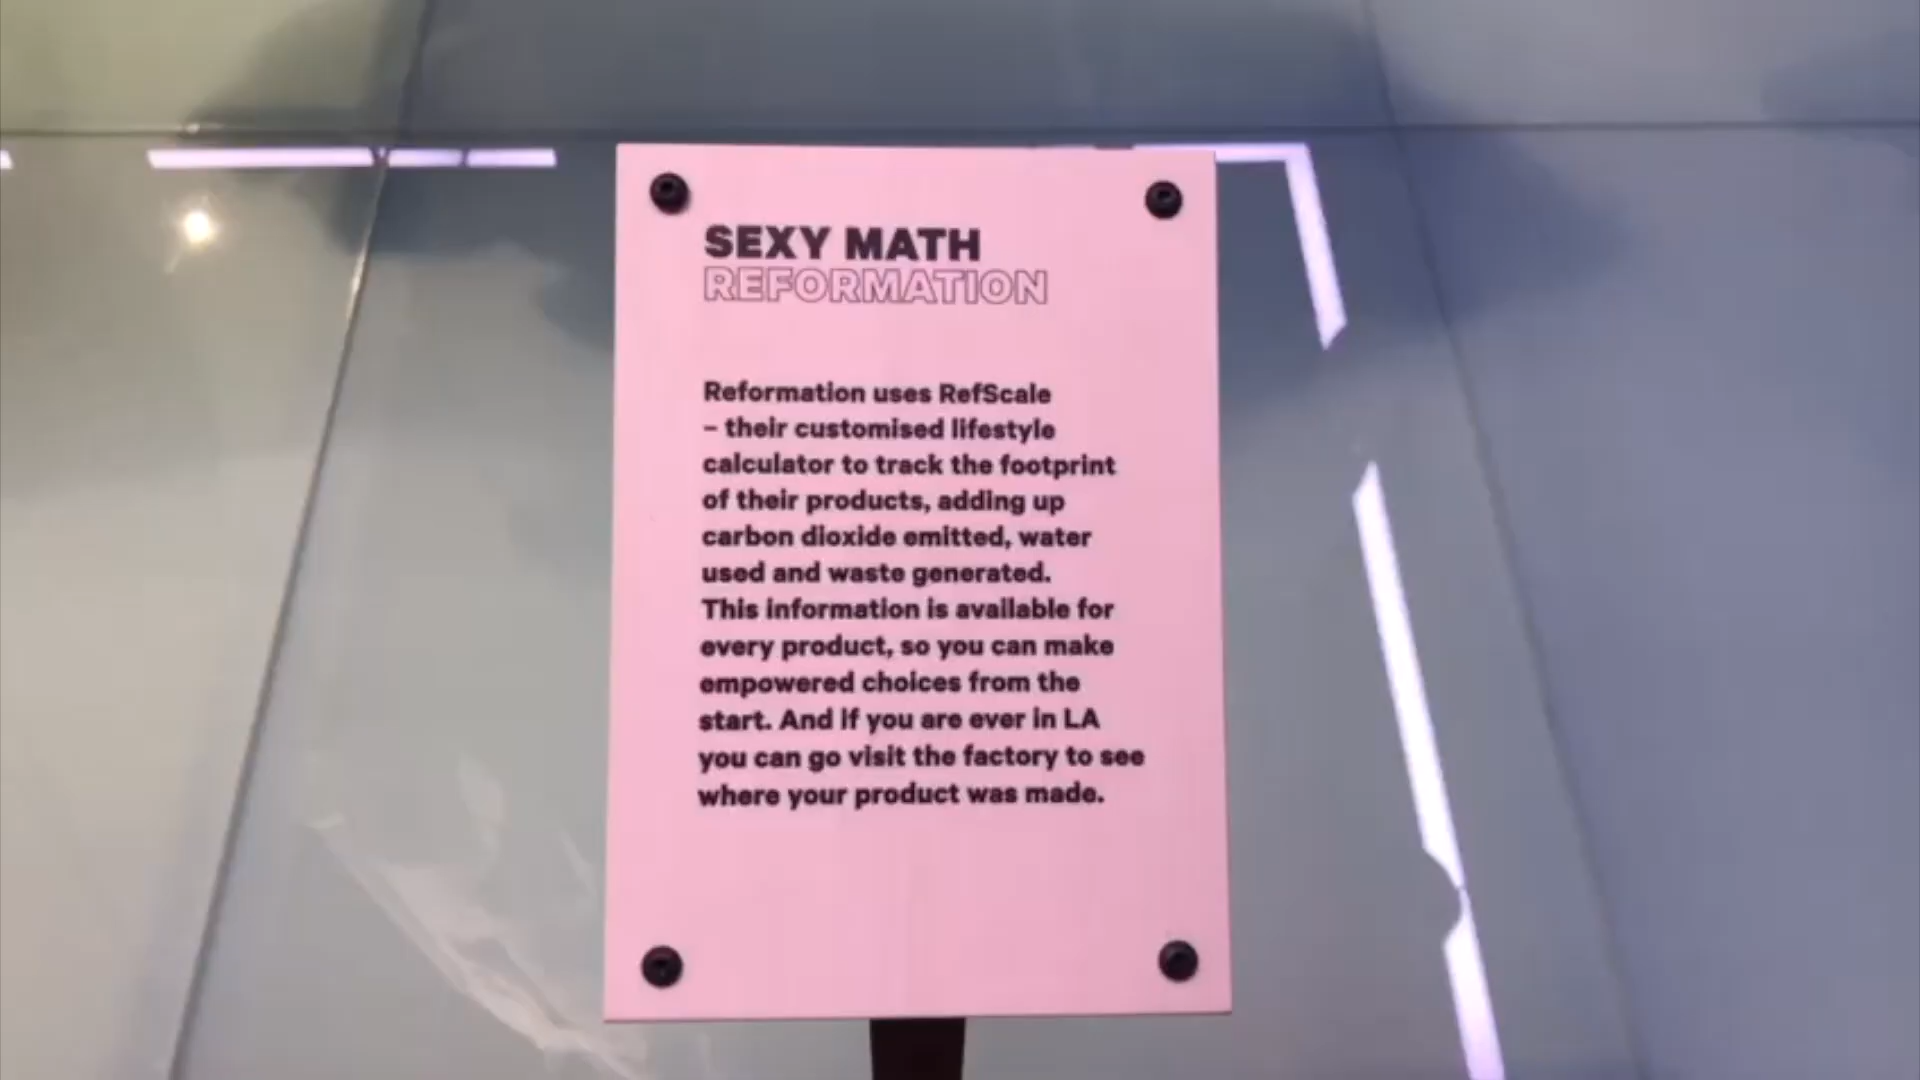 SEXY MATH
REFORMATION
Reformation uses RefScale
– their customised lifestyle
calculator to track the footprint
of their products, adding up
carbon dioxide emitted, water
used and waste generated.
This information is available for
every product, so you can make
empowered choices from the
start. And if you are ever in LA
you can go visit the factory to see
where your product was made.